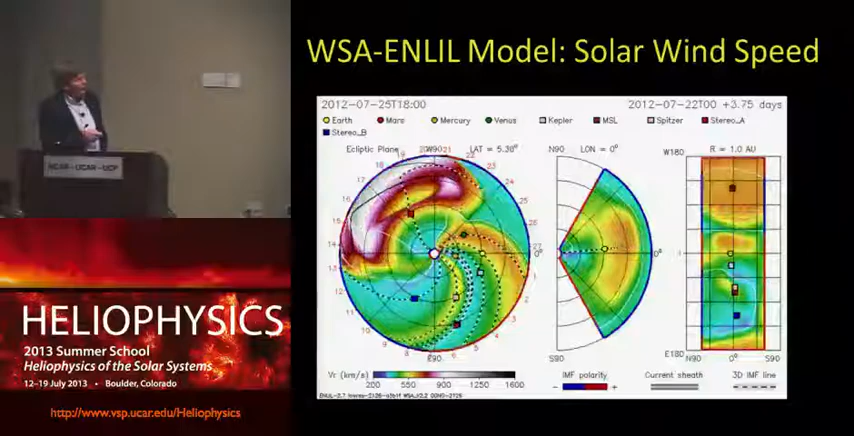 WSA-ENLIL Model: Solar Wind Speed
2012-07-25T18:00
2012-07-22T00 +3.75 days
Earth Mars Mercury Venus Kepler MSL Spitzer Stereo_A
Stereo_B
Ecliptic Plane
LAT = 5.30°
N90 LON = 0°
W180 R = 1.0 AU
W90
0°
E90
0°
S90
E180
N90 0° S90
Vr (km/s)
200 550 900 1250 1600
IMF polarity
- +
Current sheath
3D IMF line
NCAR-UCAR-UCP
HELIOPHYSICS
2013 Summer School
Heliophysics of the Solar Systems
12-19 July 2013 • Boulder, Colorado
http://www.vsp.ucar.edu/Heliophysics